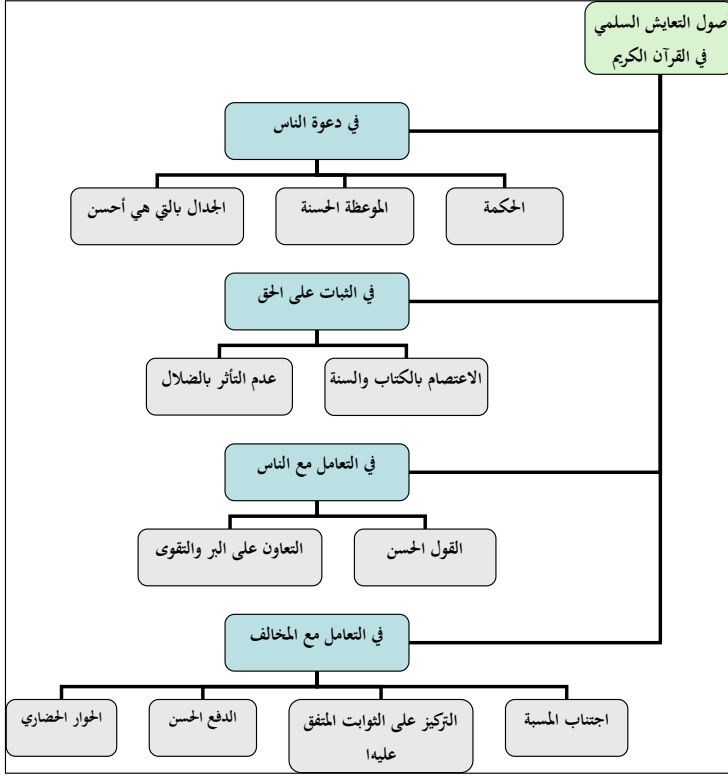 صول التعايش السلمي
في القرآن الكريم
في دعوة الناس
الحكمة
الموعظة الحسنة
الجدال بالتي هي أحسن
في الثبات على الحق
الاعتصام بالكتاب والسنة
عدم التأثر بالضلال
في التعامل مع الناس
القول الحسن
التعاون على البر والتقوى
في التعامل مع المخالف
اجتناب المسبة
التركيز على الثوابت المتفق
عليها
الدفع الحسن
الحوار الحضاري